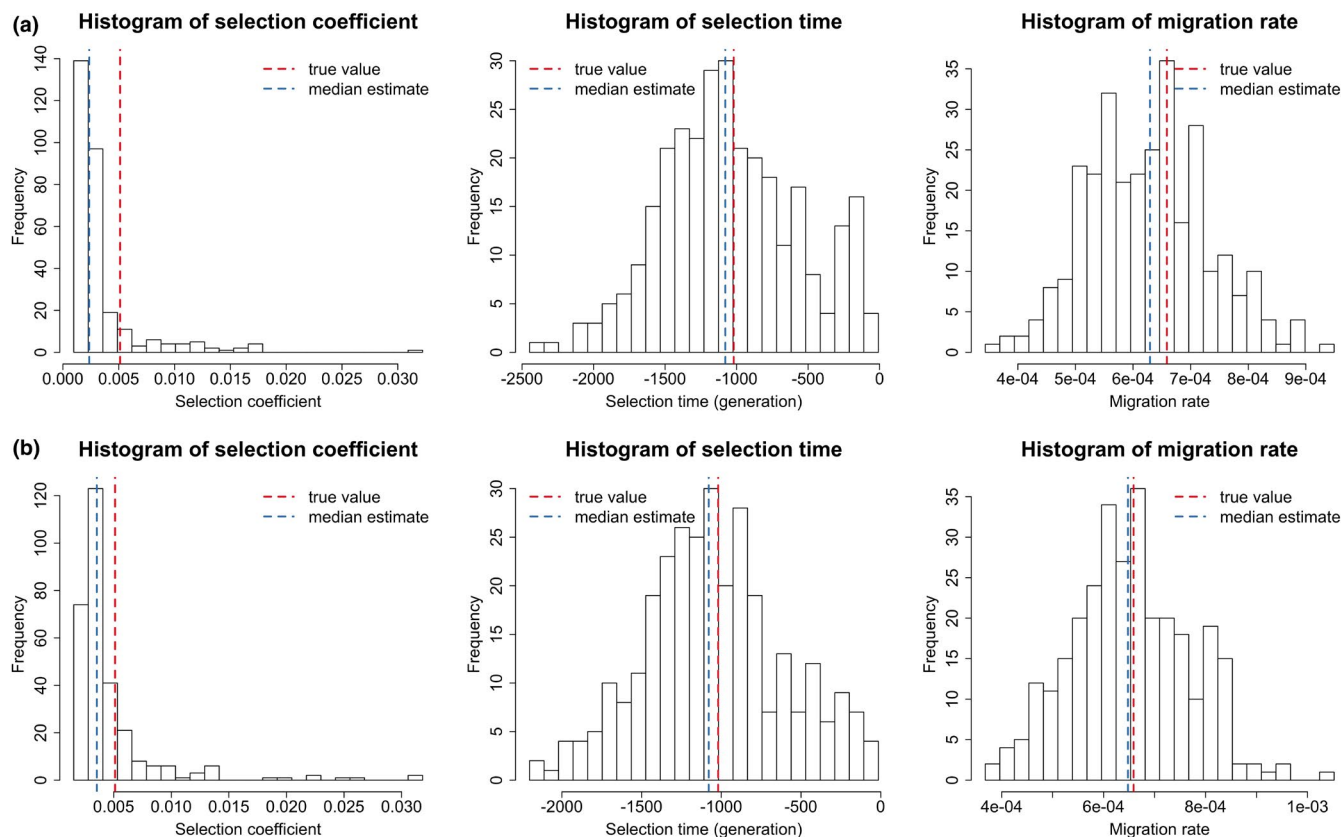 (a)
Histogram of selection coefficient
Histogram of selection time
Histogram of migration rate
true value
median estimate
true value
median estimate
true value
median estimate
Frequency
0 20 40 60 80 100 120 140
0.000 0.005 0.010 0.015 0.020 0.025 0.030
Selection coefficient
Frequency
0 5 10 15 20 25 30
-2500 -2000 -1500 -1000 -500 0
Selection time (generation)
Frequency
0 5 10 15 20 25 30 35
4e-04 5e-04 6e-04 7e-04 8e-04 9e-04
Migration rate
(b)
Histogram of selection coefficient
Histogram of selection time
Histogram of migration rate
true value
median estimate
true value
median estimate
true value
median estimate
Frequency
0 20 40 60 80 100 120
0.005 0.010 0.015 0.020 0.025 0.030
Selection coefficient
Frequency
0 5 10 15 20 25 30
-2000 -1500 -1000 -500 0
Selection time (generation)
Frequency
0 5 10 15 20 25 30 35
4e-04 6e-04 8e-04 1e-03
Migration rate